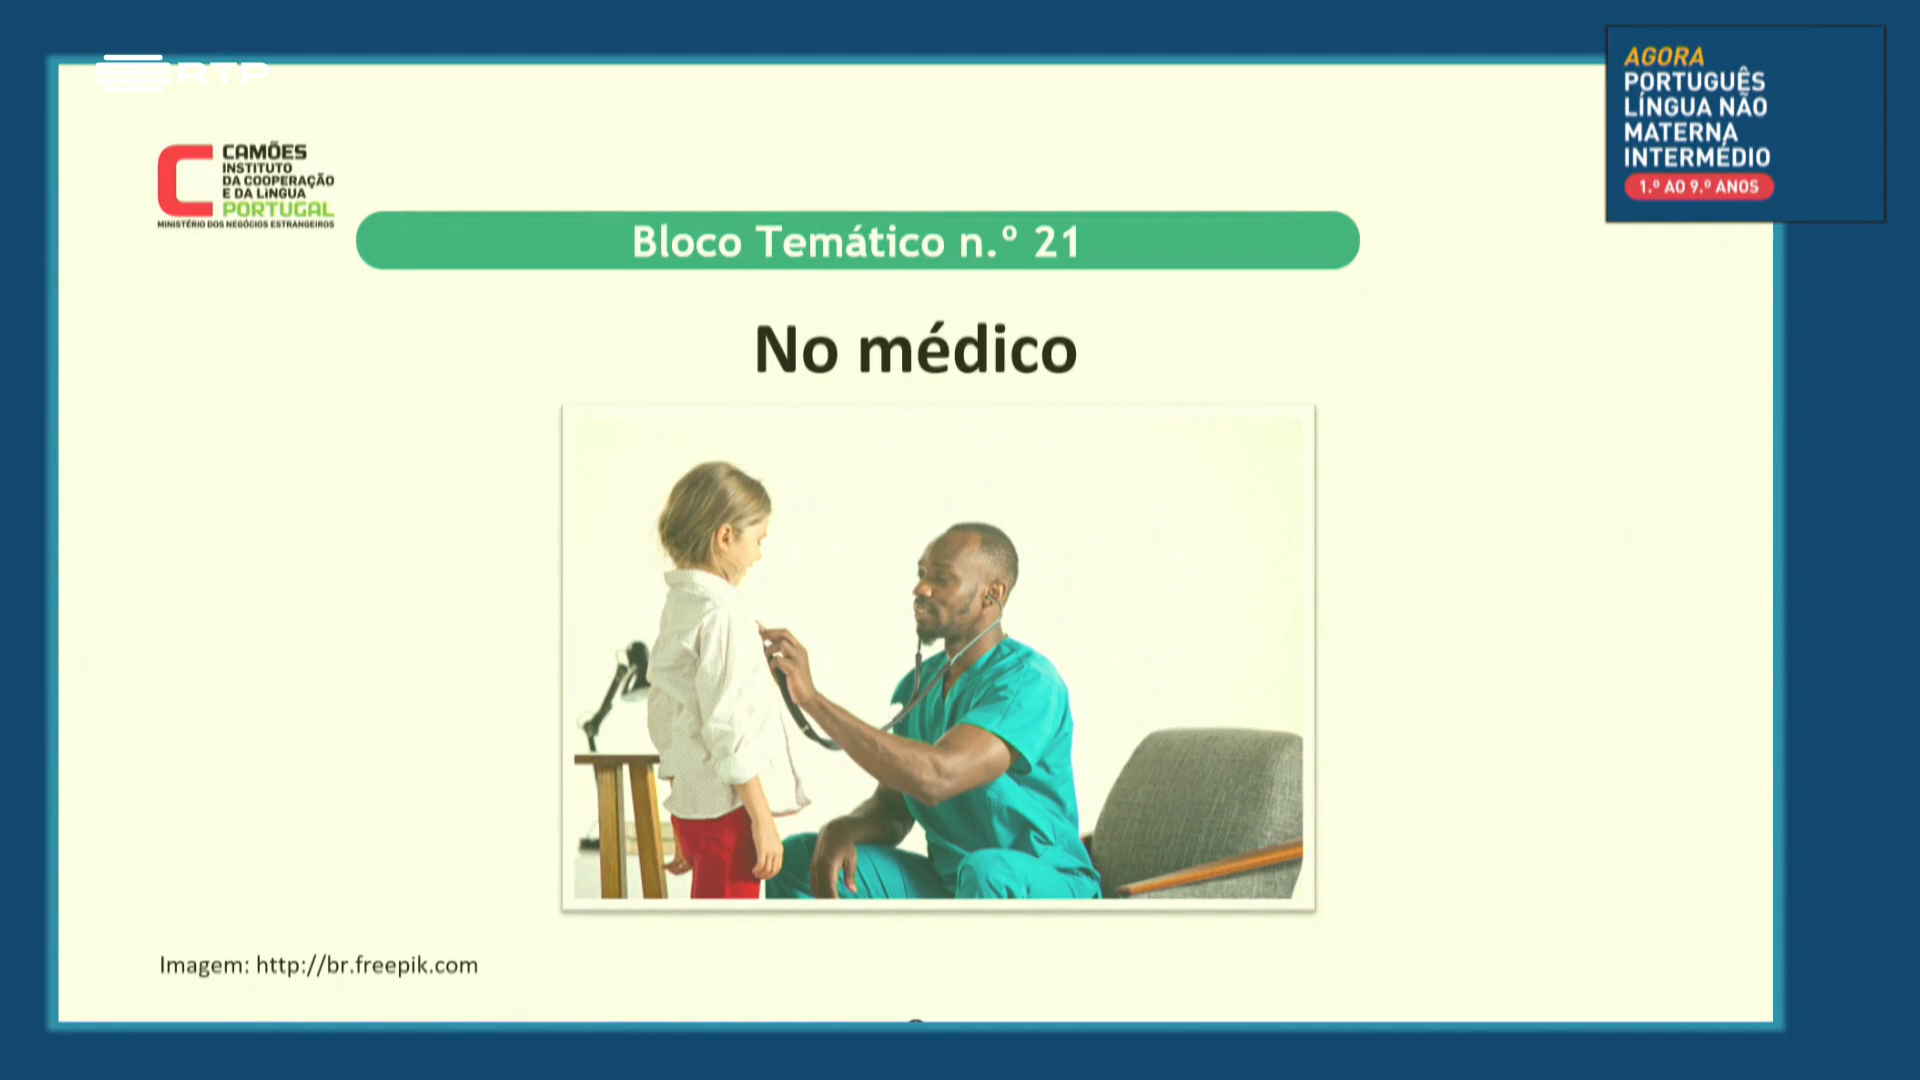 RTP
AGORA
PORTUGUÊS
LÍNGUA NÃO
MATERNA
INTERMÉDIO
1.º AO 9.º ANOS
CAMÕES
INSTITUTO
DA COOPERAÇÃO
E DA LÍNGUA
PORTUGAL
MINISTÉRIO DOS NEGÓCIOS ESTRANGEIROS
Bloco Temático n.º 21
No médico
Imagem: http://br.freepik.com